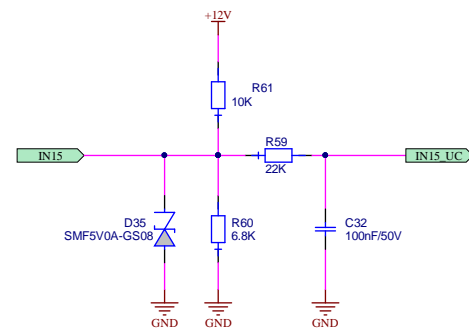 +12V
R61
10K
R59
IN15
IN15_UC
22K
D35
SMF5V0A-GS08
R60
6.8K
C32
100nF/50V
GND
GND
GND